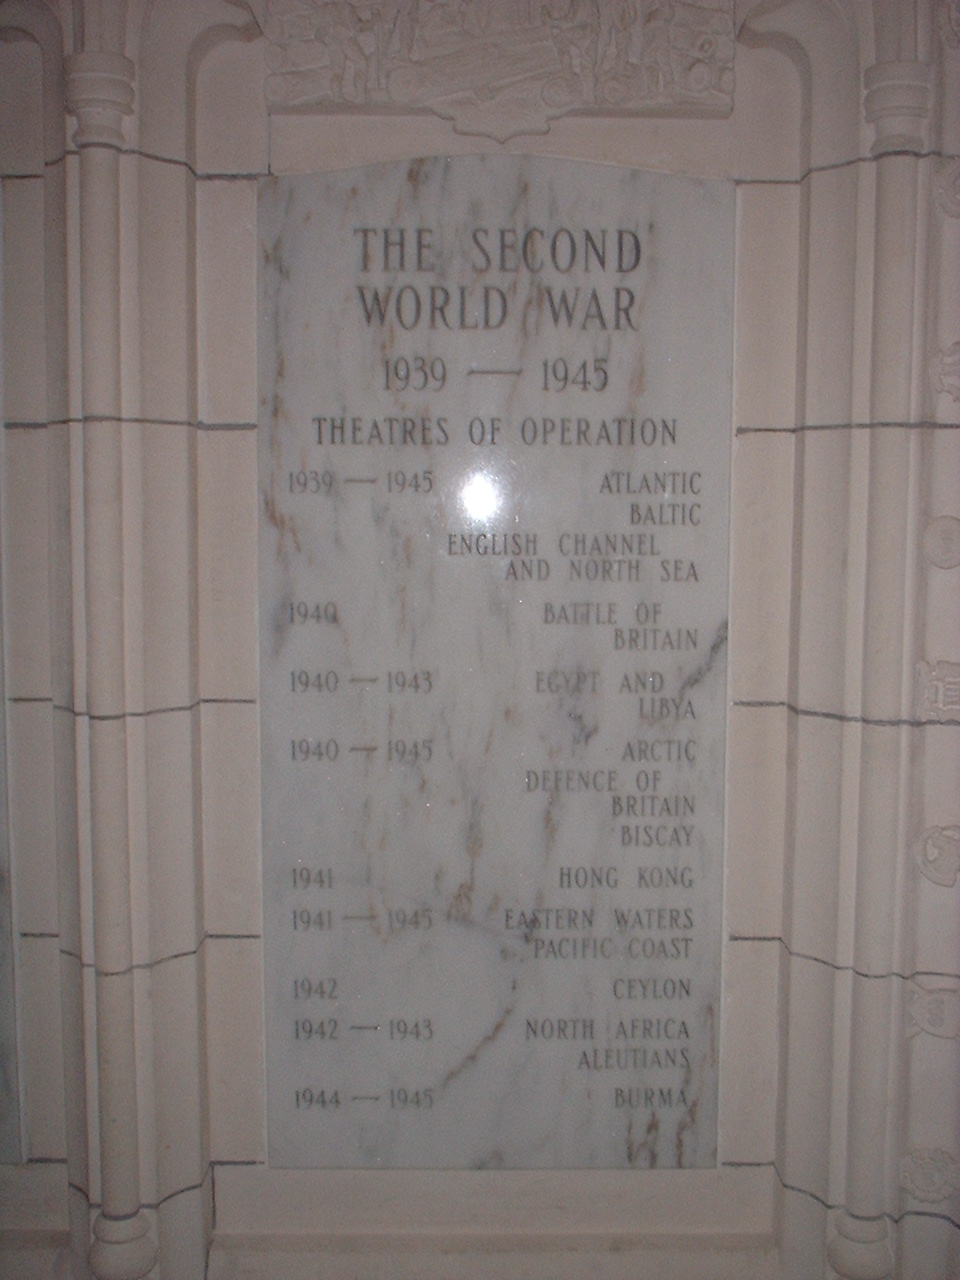 THE SECOND
WORLD WAR
1939 — 1945
THEATRES OF OPERATION
1939 — 1945 ATLANTIC
BALTIC
ENGLISH CHANNEL
AND NORTH SEA
1940 BATTLE OF
BRITAIN
1940 — 1943 EGYPT AND
LIBYA
1940 — 1945 ARCTIC
DEFENCE OF
BRITAIN
BISCAY
1941 HONG KONG
1941 — 1945 EASTERN WATERS
PACIFIC COAST
1942 CEYLON
1942 — 1943 NORTH AFRICA
ALEUTIANS
1944 — 1945 BURMA